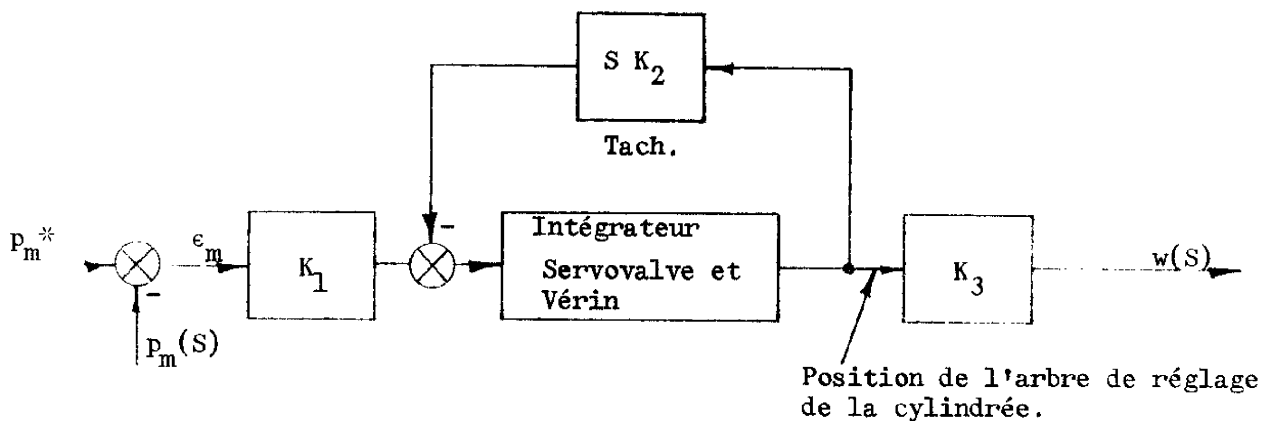 S K₂
Tach.
pₘ*
εₘ
K₁
-
Intégrateur
Servovalve et
Vérin
K₃
w(S)
-
pₘ(S)
Position de l'arbre de réglage
de la cylindrée.